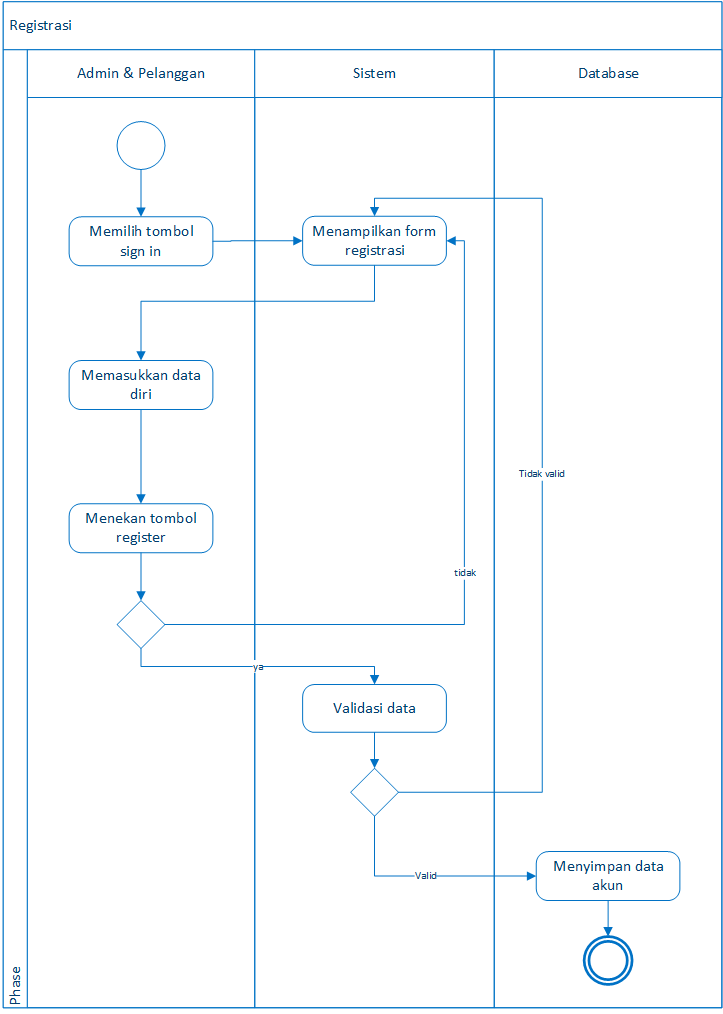 Registrasi
Admin & Pelanggan
Sistem
Database
Memilih tombol
sign in
Menampilkan form
registrasi
Memasukkan data
diri
Tidak valid
Menekan tombol
register
tidak
ya
Validasi data
Menyimpan data
akun
Valid
Phase